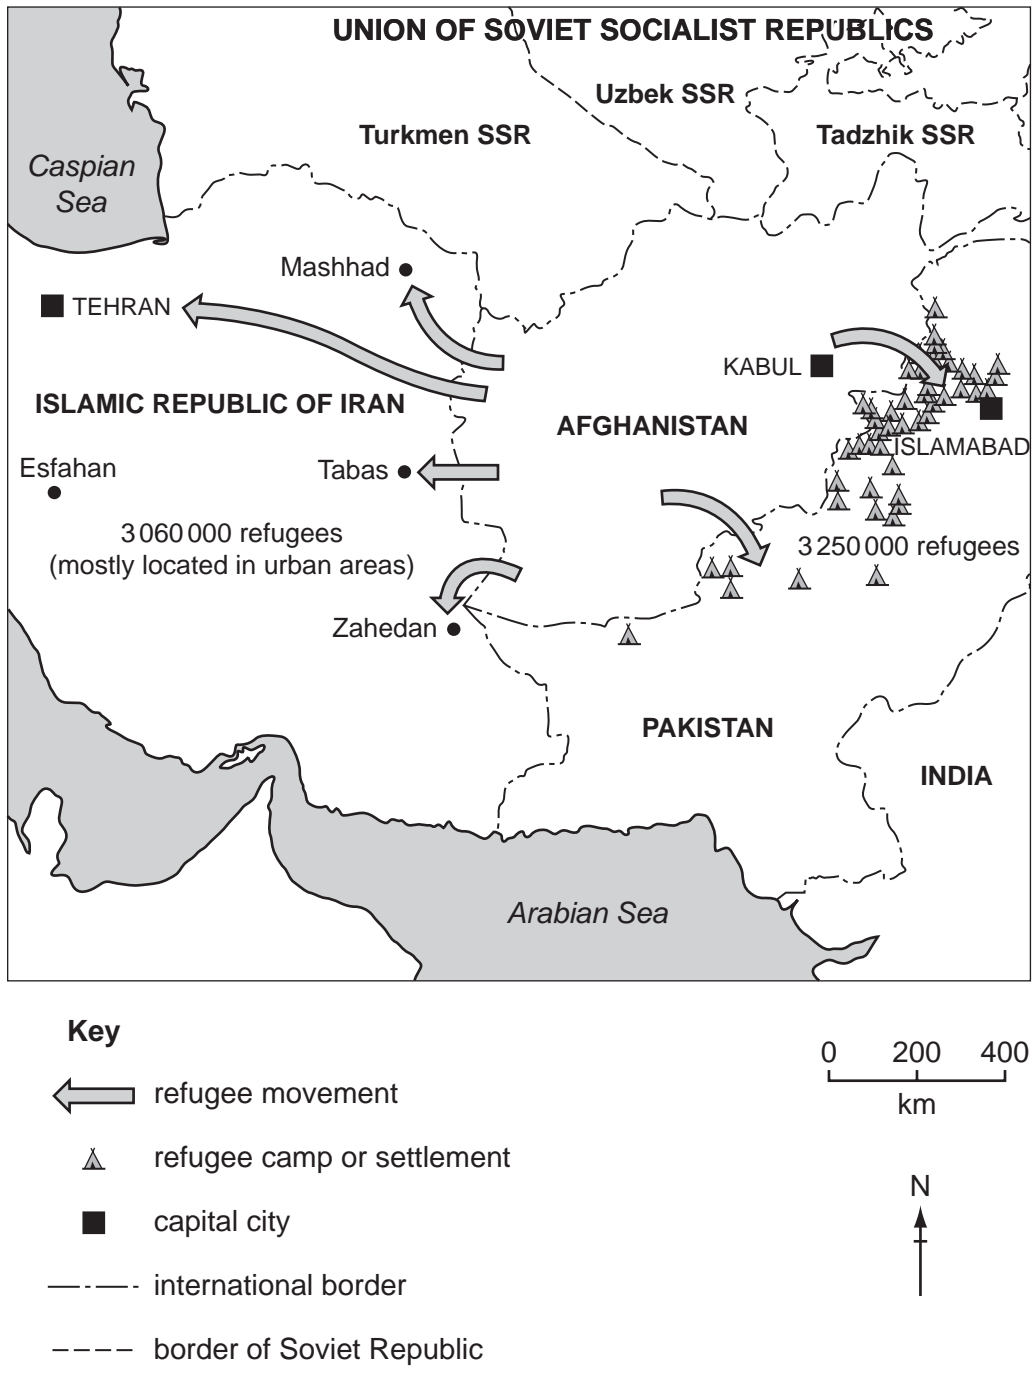 UNION OF SOVIET SOCIALIST REPUBLICS
Uzbek SSR
Turkmen SSR
Tadzhik SSR
Caspian
Sea
Mashhad
TEHRAN
KABUL
ISLAMIC REPUBLIC OF IRAN
AFGHANISTAN
ISLAMABAD
Esfahan
Tabas
3 060 000 refugees
(mostly located in urban areas)
3 250 000 refugees
Zahedan
PAKISTAN
INDIA
Arabian Sea
Key
refugee movement
refugee camp or settlement
capital city
international border
border of Soviet Republic
0 200 400
km
N